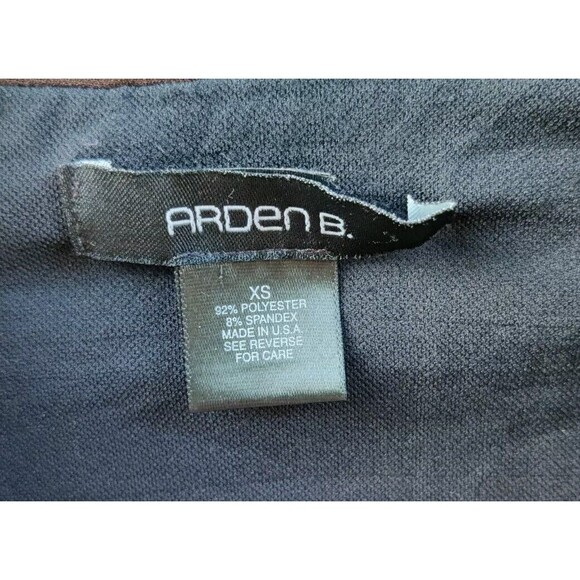 ARDEN B.
XS
92% POLYESTER
8% SPANDEX
MADE IN U.S.A.
SEE REVERSE
FOR CARE